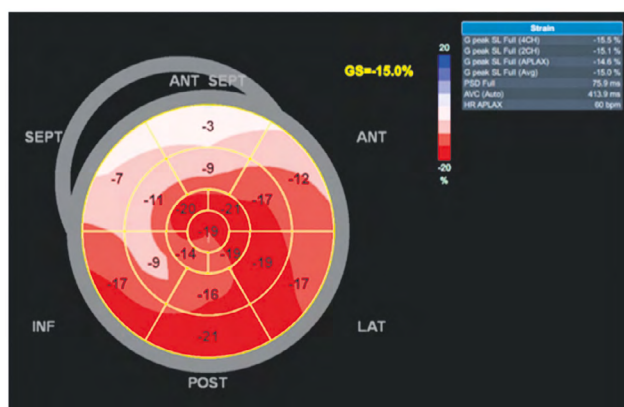 Strain
G peak SL Full (4CH) -15.5 %
G peak SL Full (2CH) -15.1 %
G peak SL Full (APLAX) -14.6 %
G peak SL Full (Avg) -15.0 %
PSD Full 75.9 ms
AVC (Auto) 413.9 ms
HR APLAX 60 bpm
20
-20
%
GS=-15.0%
ANT SEPT
SEPT
ANT
-3
-7
-9
-12
-11
-17
-20
-21
-19
-9
-14
-19
-17
-16
-17
-21
INF
LAT
POST